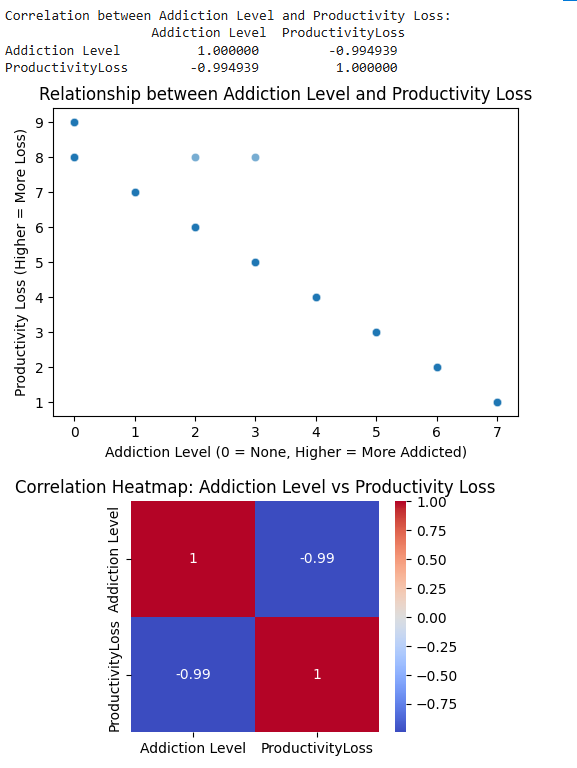 Correlation between Addiction Level and Productivity Loss:
Addiction Level ProductivityLoss
Addiction Level 1.000000 -0.994939
ProductivityLoss -0.994939 1.000000
Relationship between Addiction Level and Productivity Loss
Productivity Loss (Higher = More Loss)
9
8
7
6
5
4
3
2
1
0 1 2 3 4 5 6 7
Addiction Level (0 = None, Higher = More Addicted)
Correlation Heatmap: Addiction Level vs Productivity Loss
Addiction Level
ProductivityLoss
1 -0.99
-0.99 1
1.00
0.75
0.50
0.25
0.00
−0.25
−0.50
−0.75
Addiction Level ProductivityLoss